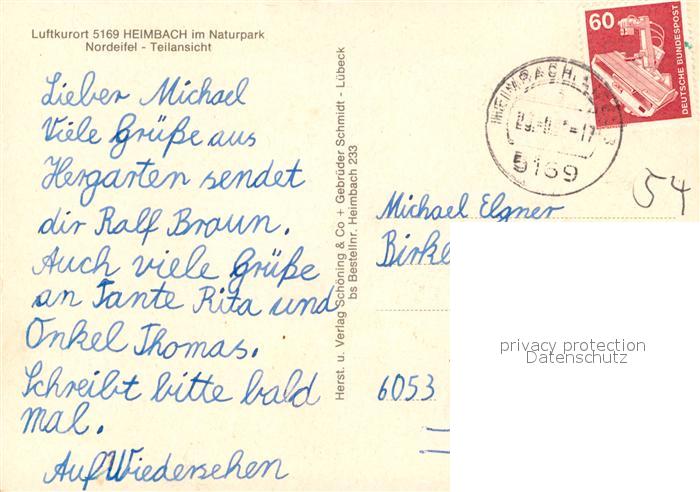 Luftkurort 5169 HEIMBACH im Naturpark
Nordeifel - Teilansicht
Lieber Michael
Viele Grüße aus
Hergarten sendet
dir Ralf Braun.
Auch viele Grüße
an Tante Rita und
Onkel Thomas.
Schreibt bitte bald
mal.
Auf Wiedersehen
Herst. u. Verlag Schöning & Co + Gebrüder Schmidt - Lübeck
bs Bestellnr. Heimbach 233
60
DEUTSCHE BUNDESPOST
HEIMBACH
5169
54
Michael Elgner
6053
privacy protection
Datenschutz